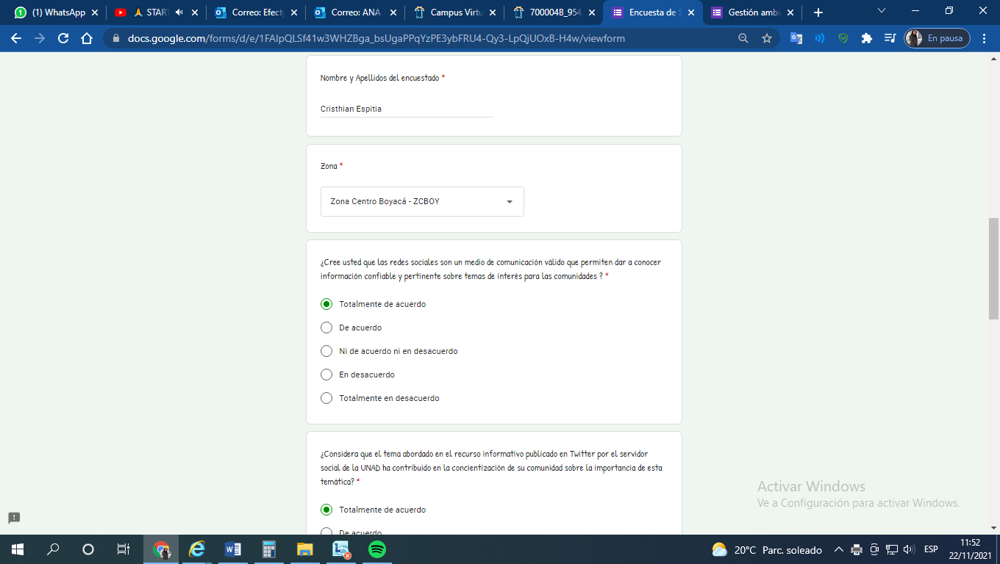 (1) WhatsApp
START
Correo: Efect
Correo: ANA
Campus Virtu
700004B_954
Encuesta de S
Gestión ambi
docs.google.com/forms/d/e/1FAIpQLSf41w3WHZBga_bsUgaPPqYzPE3ybFRU4-Qy3-LpQjUOxB-H4w/viewform
En pausa
Nombre y Apellidos del encuestado *
Cristhian Espitia
Zona *
Zona Centro Boyacá - ZCBOY
¿Cree usted que las redes sociales son un medio de comunicación válido que permiten dar a conocer
información confiable y pertinente sobre temas de interés para las comunidades ? *
Totalmente de acuerdo
De acuerdo
Ni de acuerdo ni en desacuerdo
En desacuerdo
Totalmente en desacuerdo
¿Considera que el tema abordado en el recurso informativo publicado en Twitter por el servidor
social de la UNAD ha contribuido en la concientización de su comunidad sobre la importancia de esta
temática? *
Totalmente de acuerdo
De acuerdo
Activar Windows
Ve a Configuración para activar Windows.
20°C Parc. soleado
ESP
11:52
22/11/2021